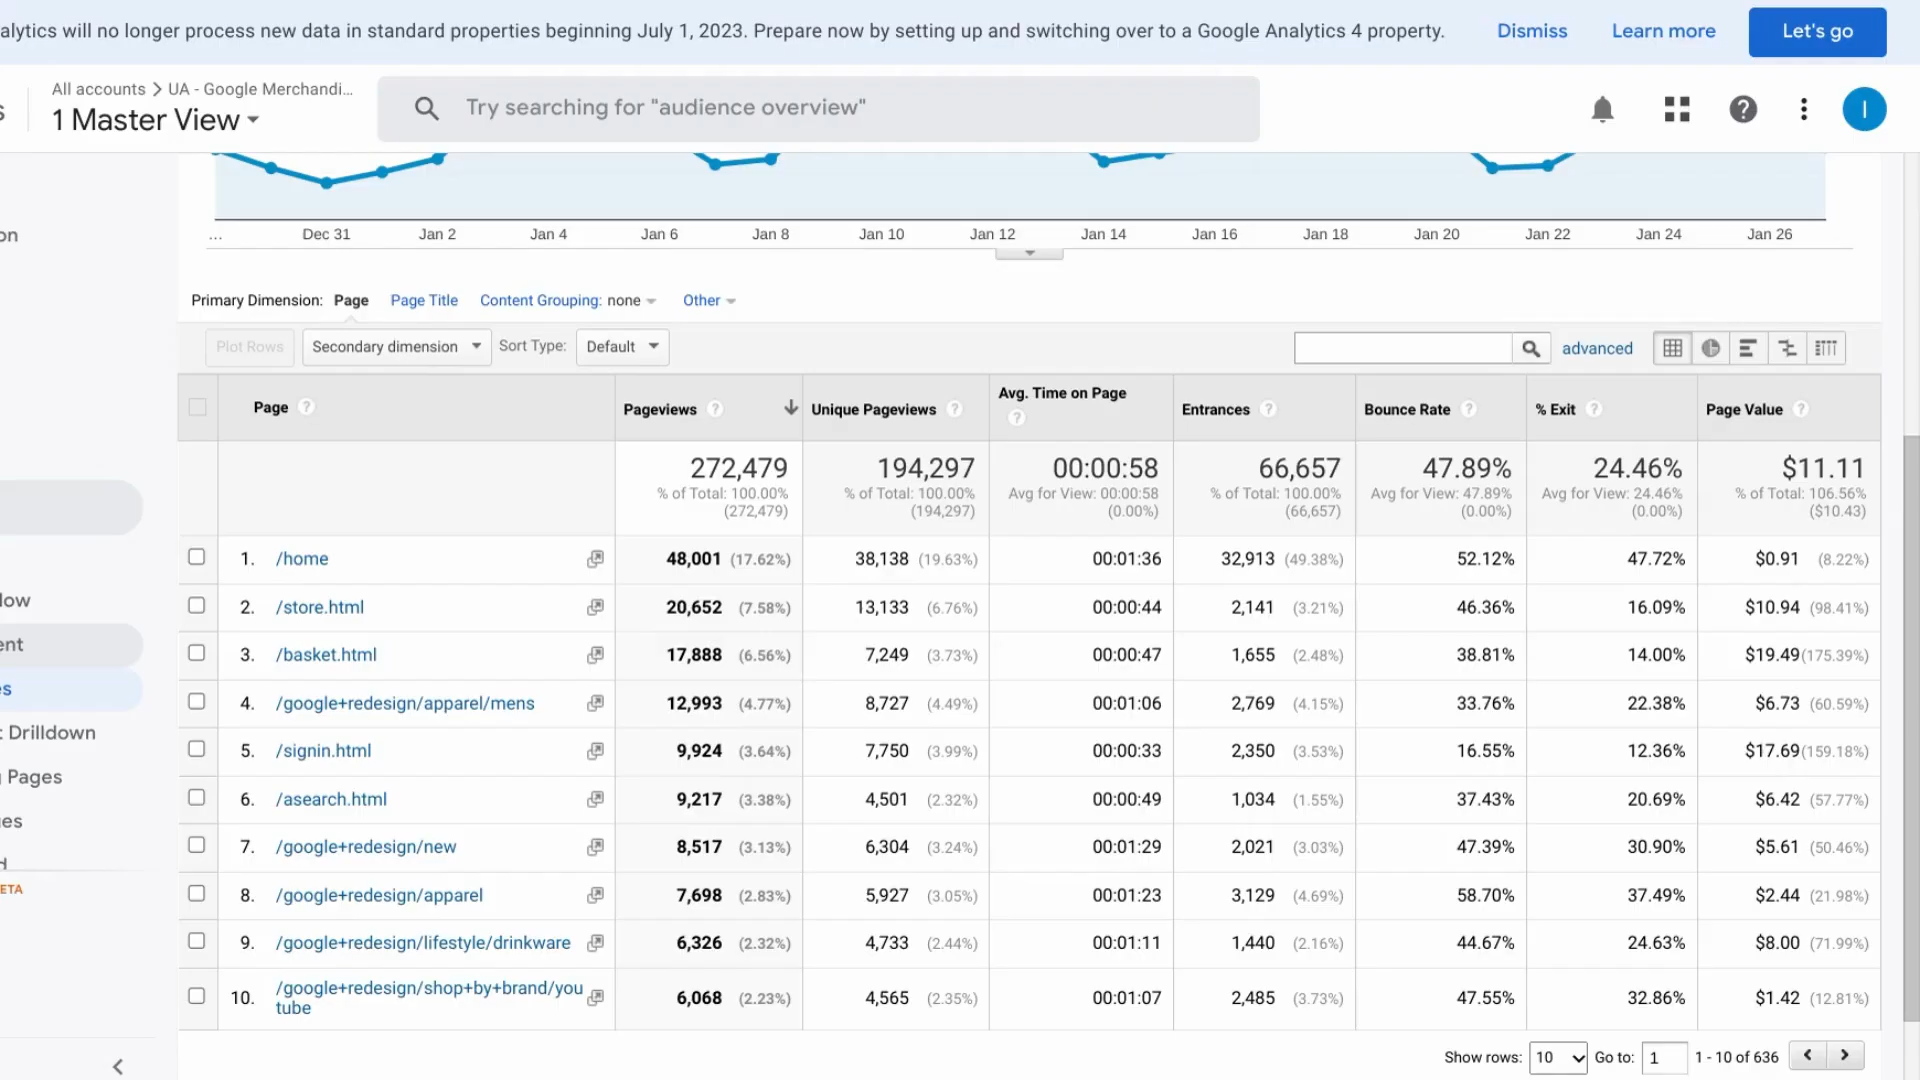 alytics will no longer process new data in standard properties beginning July 1, 2023. Prepare now by setting up and switching over to a Google Analytics 4 property. Dismiss Learn more Let's go
All accounts > UA - Google Merchandi...
1 Master View
Try searching for "audience overview"
I
... Dec 31 Jan 2 Jan 4 Jan 6 Jan 8 Jan 10 Jan 12 Jan 14 Jan 16 Jan 18 Jan 20 Jan 22 Jan 24 Jan 26
Primary Dimension: Page Page Title Content Grouping: none Other
Plot Rows Secondary dimension Sort Type: Default advanced
Page ? Pageviews ? Unique Pageviews ? Avg. Time on Page ? Entrances ? Bounce Rate ? % Exit ? Page Value ?
272,479 194,297 00:00:58 66,657 47.89% 24.46% $11.11
% of Total: 100.00% % of Total: 100.00% Avg for View: 00:00:58 % of Total: 100.00% Avg for View: 47.89% Avg for View: 24.46% % of Total: 106.56%
(272,479) (194,297) (0.00%) (66,657) (0.00%) (0.00%) ($10.43)
1. /home 48,001 (17.62%) 38,138 (19.63%) 00:01:36 32,913 (49.38%) 52.12% 47.72% $0.91 (8.22%)
2. /store.html 20,652 (7.58%) 13,133 (6.76%) 00:00:44 2,141 (3.21%) 46.36% 16.09% $10.94 (98.41%)
3. /basket.html 17,888 (6.56%) 7,249 (3.73%) 00:00:47 1,655 (2.48%) 38.81% 14.00% $19.49 (175.39%)
4. /google+redesign/apparel/mens 12,993 (4.77%) 8,727 (4.49%) 00:01:06 2,769 (4.15%) 33.76% 22.38% $6.73 (60.59%)
5. /signin.html 9,924 (3.64%) 7,750 (3.99%) 00:00:33 2,350 (3.53%) 16.55% 12.36% $17.69 (159.18%)
6. /asearch.html 9,217 (3.38%) 4,501 (2.32%) 00:00:49 1,034 (1.55%) 37.43% 20.69% $6.42 (57.77%)
7. /google+redesign/new 8,517 (3.13%) 6,304 (3.24%) 00:01:29 2,021 (3.03%) 47.39% 30.90% $5.61 (50.46%)
8. /google+redesign/apparel 7,698 (2.83%) 5,927 (3.05%) 00:01:23 3,129 (4.69%) 58.70% 37.49% $2.44 (21.98%)
9. /google+redesign/lifestyle/drinkware 6,326 (2.32%) 4,733 (2.44%) 00:01:11 1,440 (2.16%) 44.67% 24.63% $8.00 (71.99%)
10. /google+redesign/shop+by+brand/you
tube 6,068 (2.23%) 4,565 (2.35%) 00:01:07 2,485 (3.73%) 47.55% 32.86% $1.42 (12.81%)
Show rows: 10 Go to: 1 1 - 10 of 636
on
low
ent
s
Drilldown
Pages
es
ETA